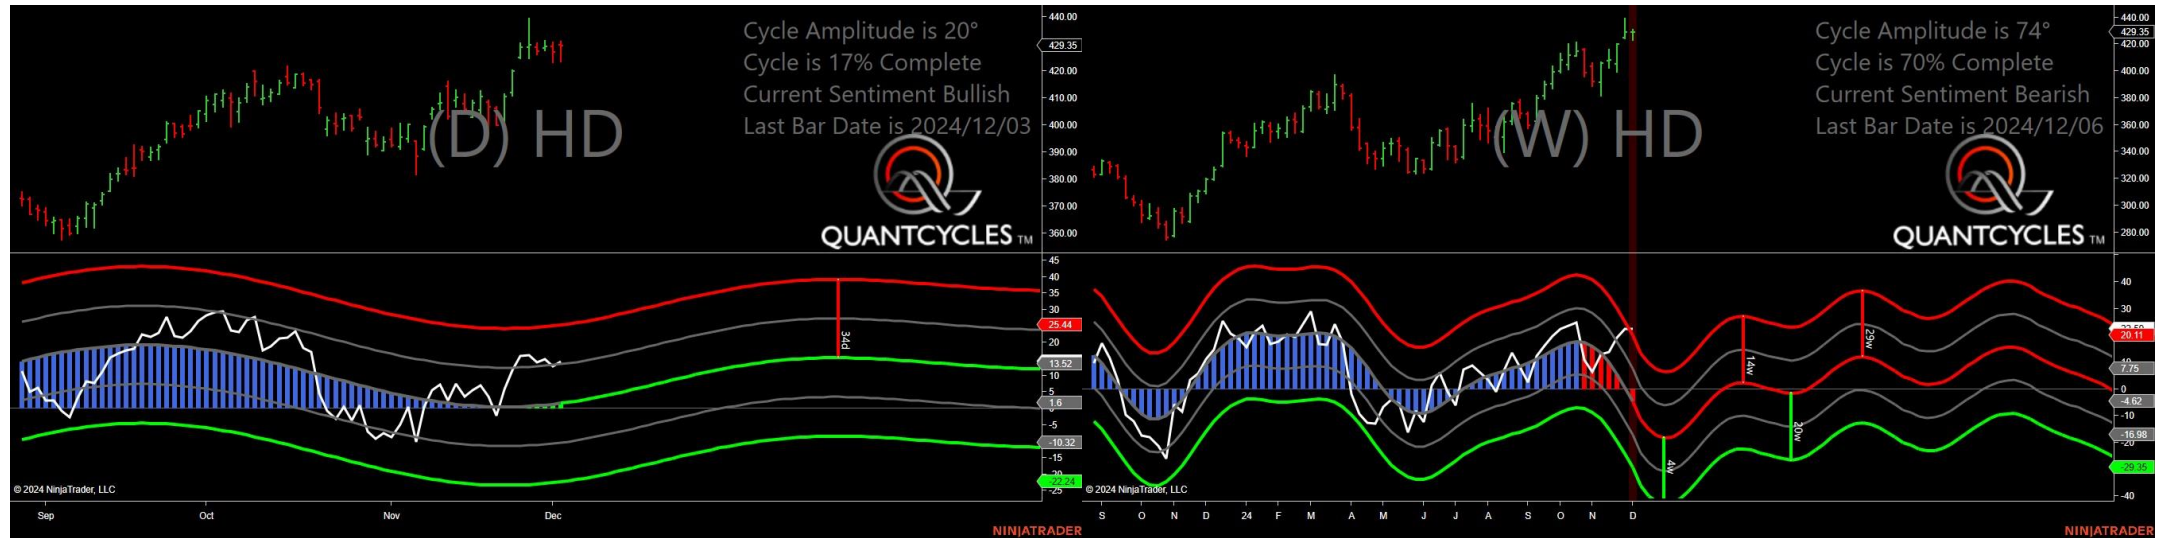 Cycle Amplitude is 20°
Cycle is 17% Complete
Current Sentiment Bullish
Last Bar Date is 2024/12/03
(D) HD
QUANTCYCLES TM
440.00
429.35
420.00
410.00
400.00
390.00
380.00
370.00
360.00
45
40
35
30
25.44
20
13.52
10
5
1.6
-5
-10.32
-15
-20
-22.24
-25
34d
© 2024 NinjaTrader, LLC
Sep Oct Nov Dec
NINJATRADER
Cycle Amplitude is 74°
Cycle is 70% Complete
Current Sentiment Bearish
Last Bar Date is 2024/12/06
(W) HD
QUANTCYCLES TM
440.00
429.35
420.00
400.00
380.00
360.00
340.00
320.00
300.00
280.00
40
30
20.11
7.75
0
-4.62
-10
-16.98
-20
-29.35
-40
14w
29w
20w
4w
© 2024 NinjaTrader, LLC
S O N D 24 F M A M J J A S O N D
NINJATRADER